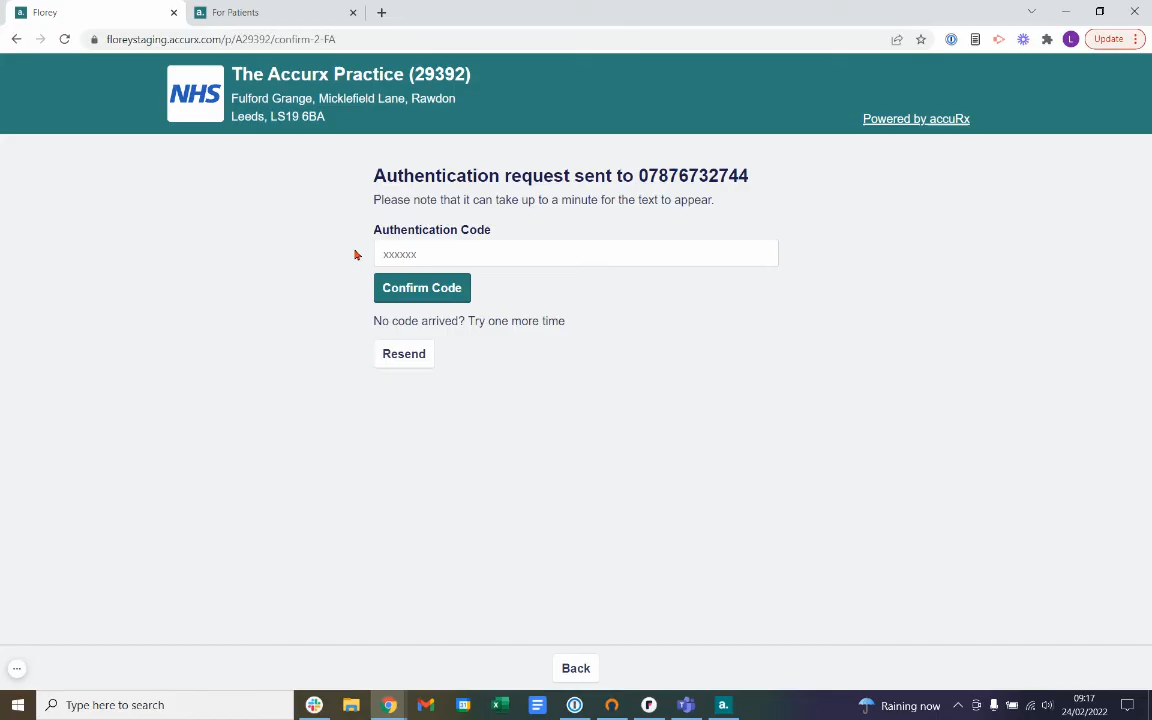 Florey
For Patients
floreystaging.accurx.com/p/A29392/confirm-2-FA
L
Update
NHS
The Accurx Practice (29392)
Fulford Grange, Micklefield Lane, Rawdon
Leeds, LS19 6BA
Powered by accuRx
Authentication request sent to 07876732744
Please note that it can take up to a minute for the text to appear.
Authentication Code
xxxxxx
Confirm Code
No code arrived? Try one more time
Resend
Back
Type here to search
a.
Raining now
09:17
24/02/2022